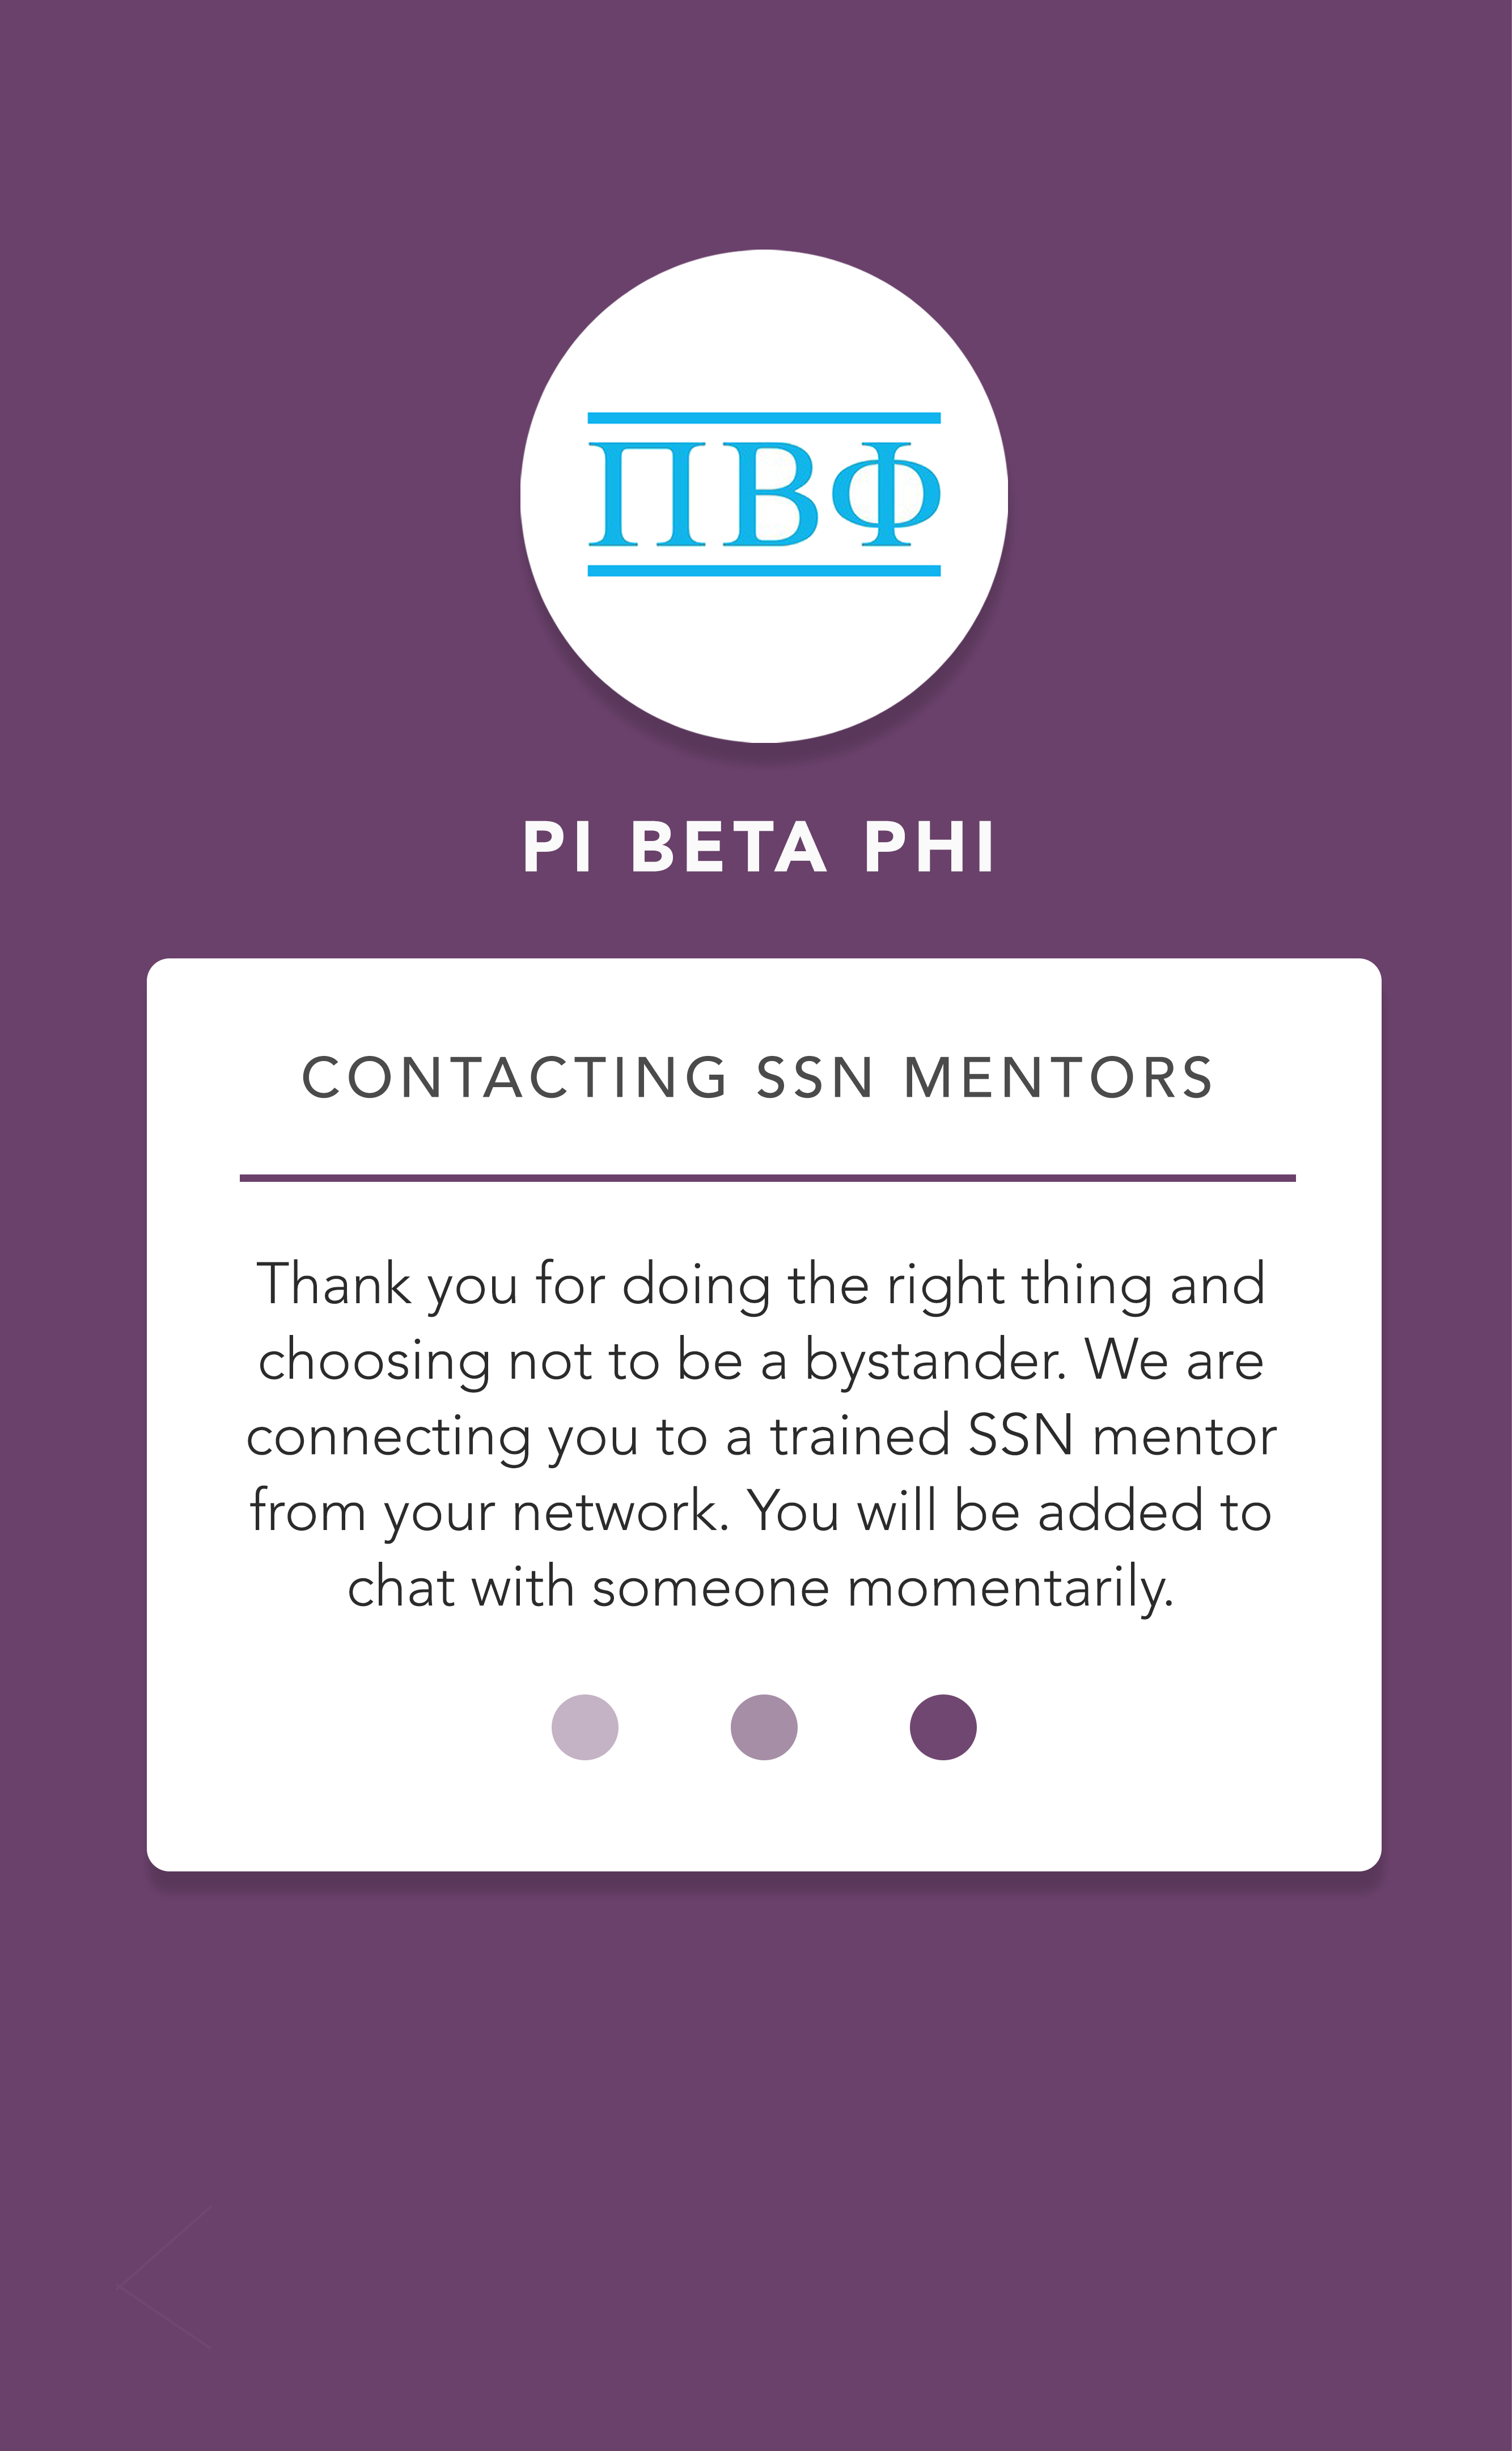 ΠΒΦ
PI BETA PHI
CONTACTING SSN MENTORS
Thank you for doing the right thing and
choosing not to be a bystander. We are
connecting you to a trained SSN mentor
from your network. You will be added to
chat with someone momentarily.